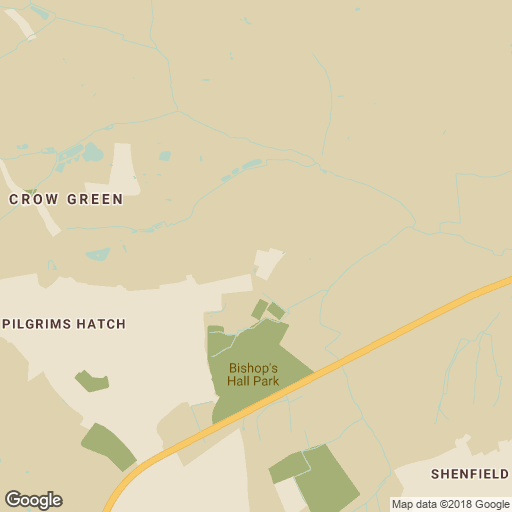 CROW GREEN
PILGRIMS HATCH
Bishop's
Hall Park
SHENFIELD
Google
Map data ©2018 Google